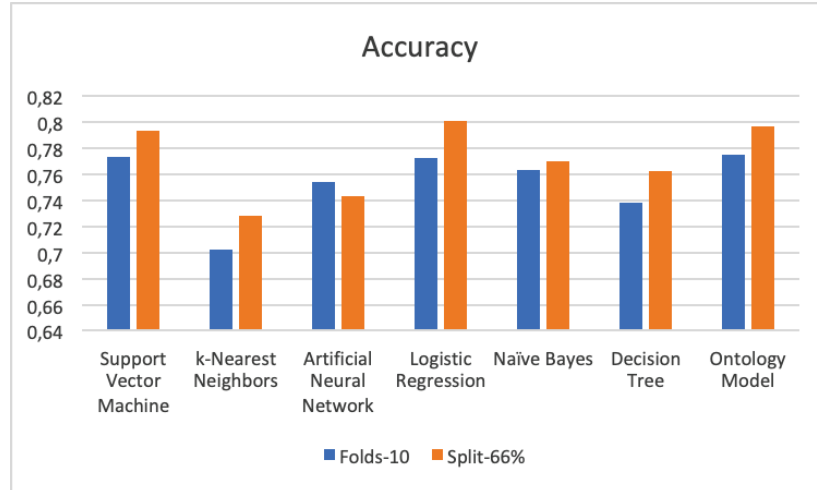 Accuracy
0,82
0,8
0,78
0,76
0,74
0,72
0,7
0,68
0,66
0,64
Support Vector Machine
k-Nearest Neighbors
Artificial Neural Network
Logistic Regression
Naïve Bayes
Decision Tree
Ontology Model
Folds-10
Split-66%